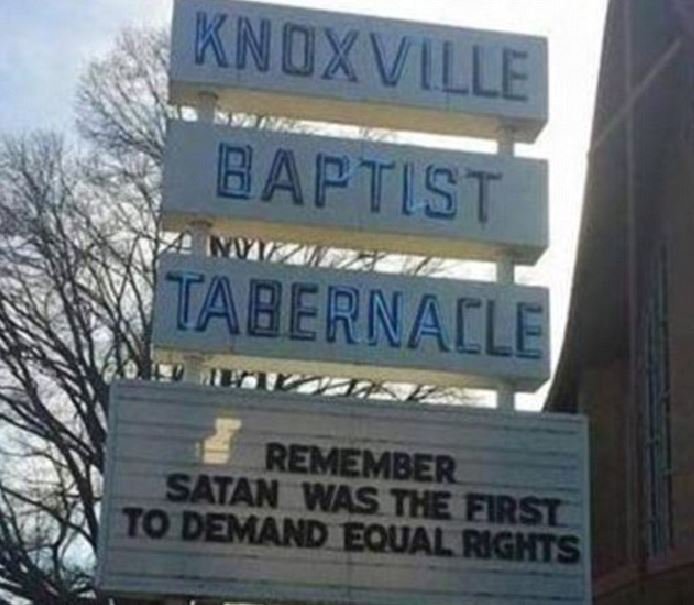 KNOXVILLE
BAPTIST
TABERNACLE
REMEMBER
SATAN WAS THE FIRST
TO DEMAND EQUAL RIGHTS